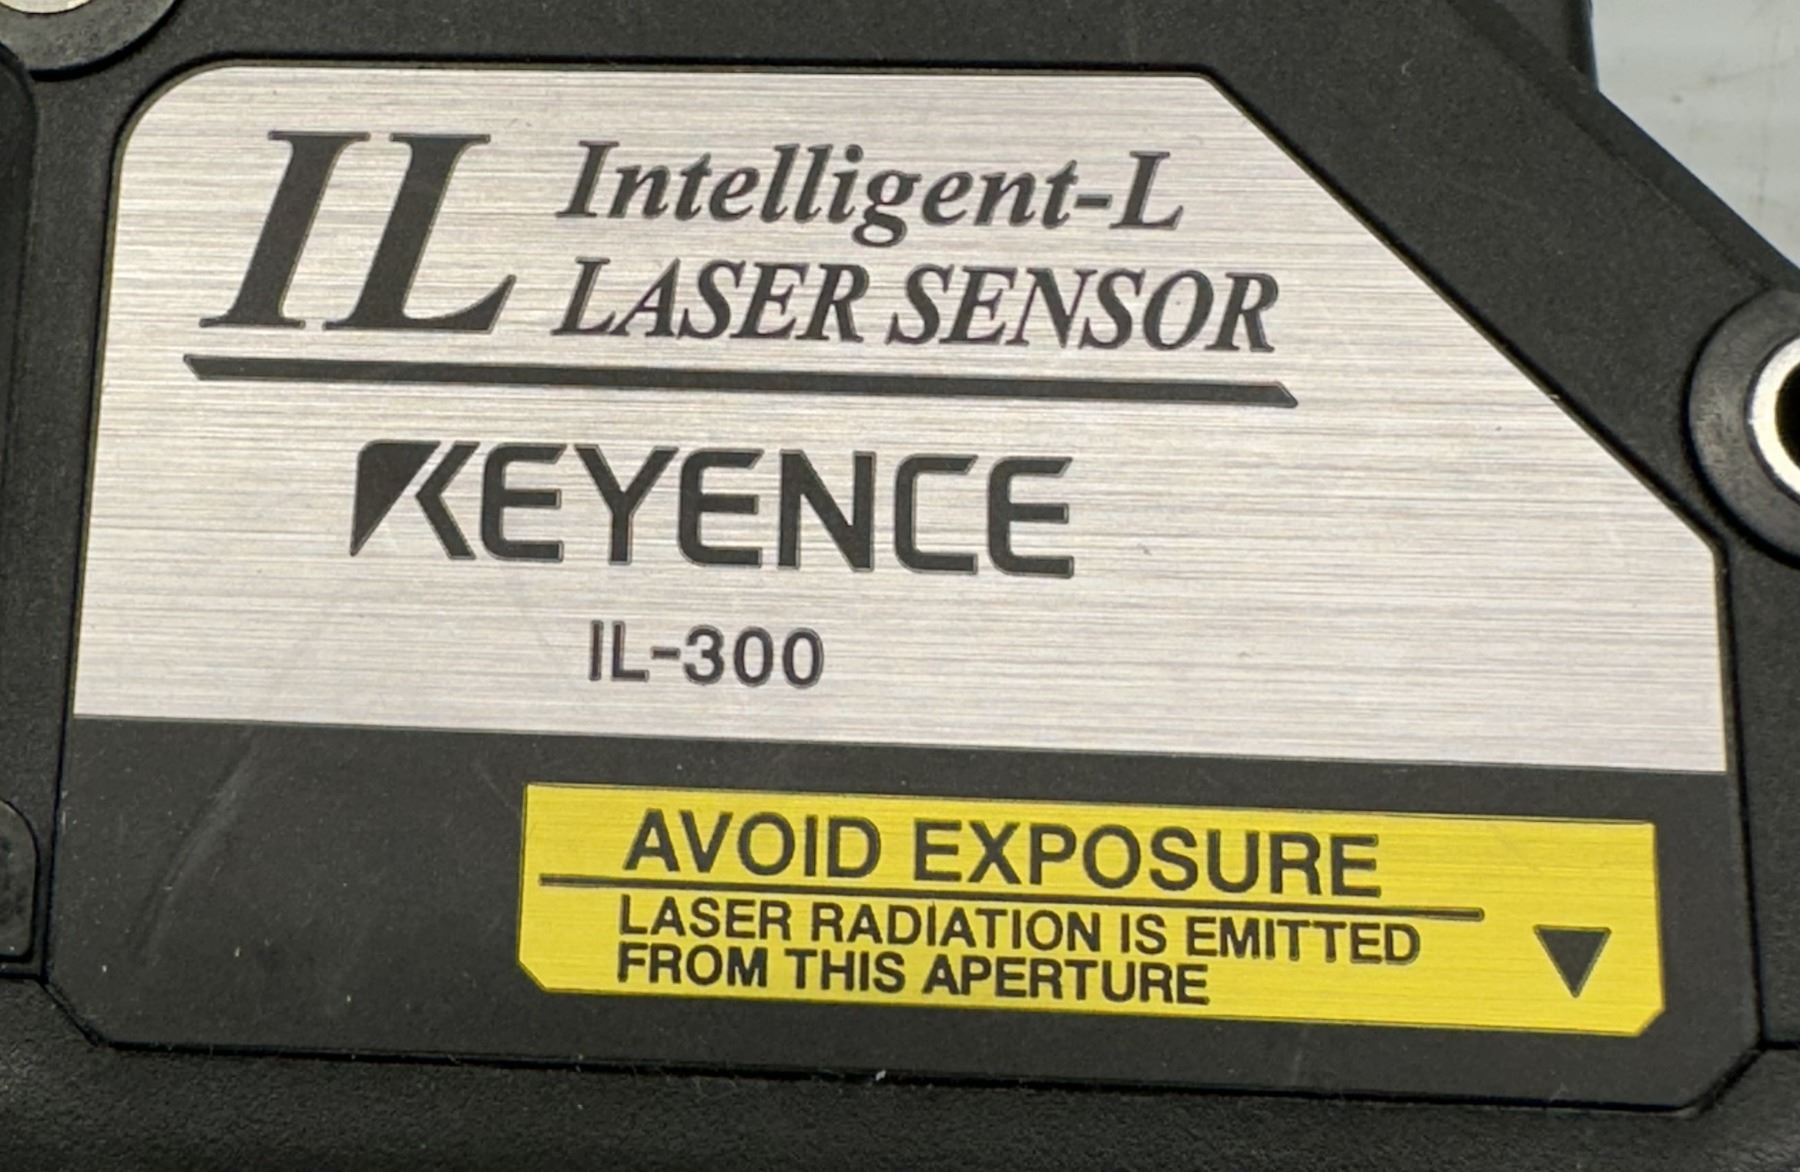 IL Intelligent-L
LASER SENSOR
KEYENCE
IL-300
AVOID EXPOSURE
LASER RADIATION IS EMITTED
FROM THIS APERTURE